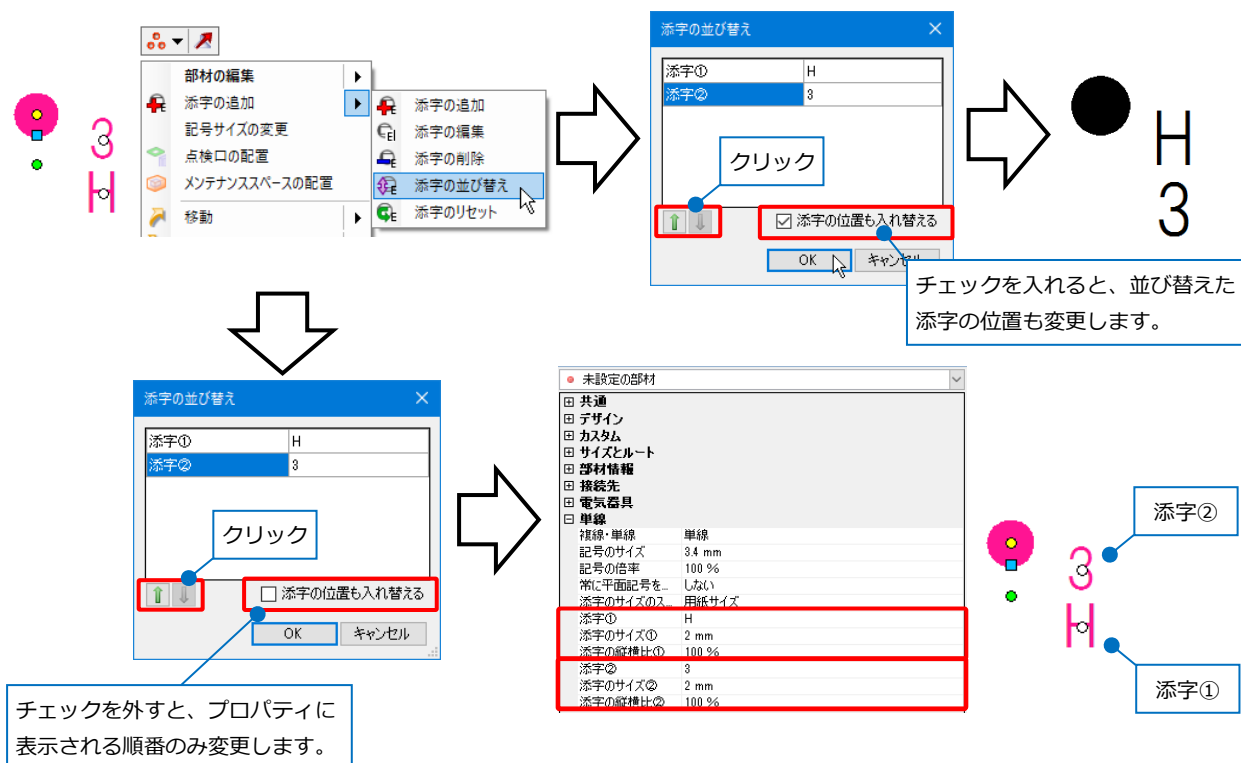 部材の編集
添字の追加
記号サイズの変更
点検口の配置
メンテナンススペースの配置
移動
添字の追加
添字の編集
添字の削除
添字の並び替え
添字のリセット
3
H
添字の並び替え
添字① H
添字② 3
クリック
添字の位置も入れ替える
OK
H
3
チェックを入れると、並び替えた
添字の位置も変更します。
添字の並び替え
添字① H
添字② 3
クリック
添字の位置も入れ替える
OK キャンセル
チェックを外すと、プロパティに
表示される順番のみ変更します。
未設定の部材
共通
デザイン
カスタム
サイズとルート
部材情報
接続先
電気器具
単線
複線・単線 単線
記号のサイズ 3.4 mm
記号の倍率 100 %
常に平面記号を... しない
添字のサイズのス... 用紙サイズ
添字① H
添字のサイズ① 2 mm
添字の縦横比① 100 %
添字② 3
添字のサイズ② 2 mm
添字の縦横比② 100 %
添字②
3
H
添字①